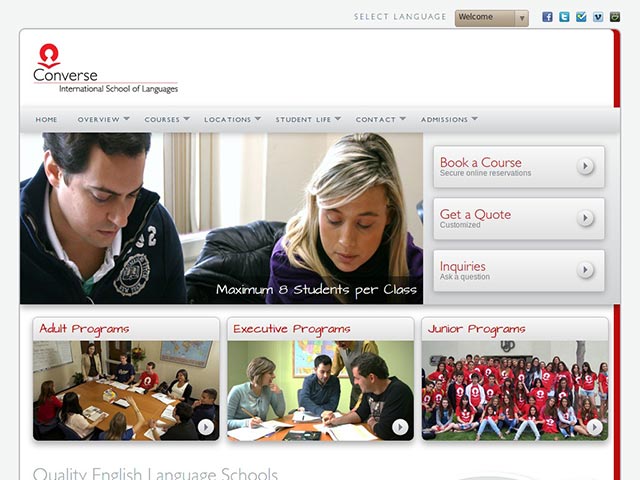 SELECT LANGUAGE Welcome
Converse
International School of Languages
HOME OVERVIEW COURSES LOCATIONS STUDENT LIFE CONTACT ADMISSIONS
Book a Course
Secure online reservations
Get a Quote
Customized
Inquiries
Ask a question
Maximum 8 Students per Class
Adult Programs Executive Programs Junior Programs
Quality English Language Schools